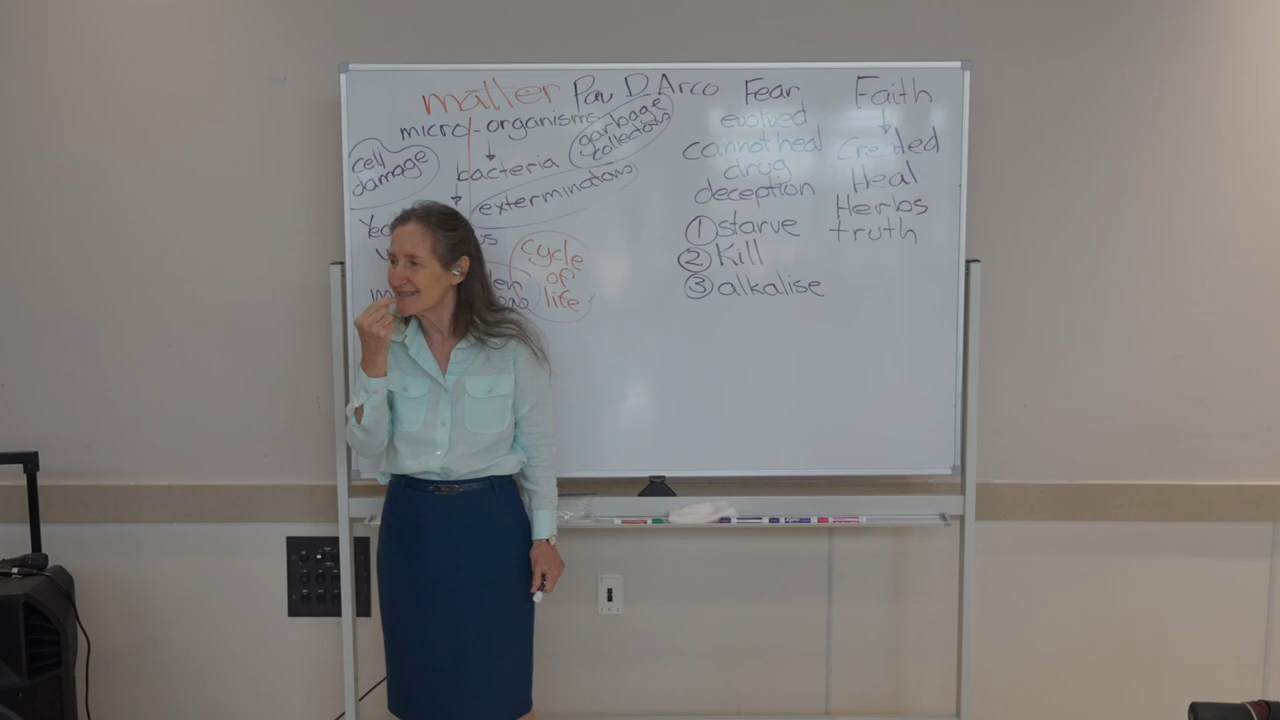 matter Pau D Arco
micro-organisms
garbage
collectors
cell
damage
bacteria
exterminators
cycle
of
life
Fear
evolved
cannot heal
drug
deception
① starve
② Kill
③ alkalise
Faith
Created
Heal
Herbs
truth